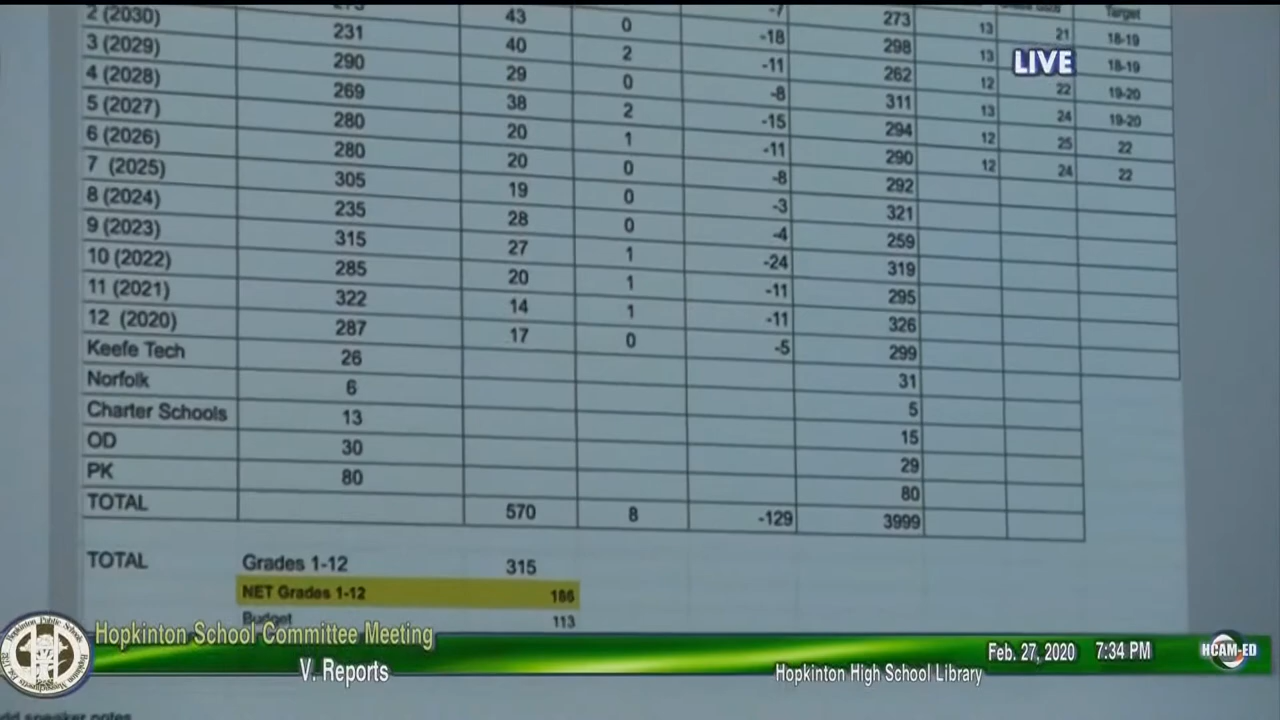 Target
-7 273 13 21 18-19
43 0 -18 298 13 18-19
2 (2030) 231 40 2 -11 262 12 22 19-20
3 (2029) 290 29 0 -8 311 13 24 19-20
4 (2028) 269 38 2 -15 294 12 25 22
5 (2027) 280 20 1 -11 290 12 24 22
6 (2026) 280 20 0 -8 292
7 (2025) 305 19 0 -3 321
8 (2024) 235 28 0 -4 259
9 (2023) 315 27 1 -24 319
10 (2022) 285 20 1 -11 295
11 (2021) 322 14 1 -11 326
12 (2020) 287 17 0 -5 299
Keefe Tech 26 31
Norfolk 6 5
Charter Schools 13 15
OD 30 29
PK 80 80
TOTAL 570 8 -129 3999
TOTAL Grades 1-12 315
NET Grades 1-12 186
Budget 113
LIVE
Hopkinton School Committee Meeting
V. Reports
Hopkinton High School Library
Feb. 27, 2020 7:34 PM
HCAM-ED